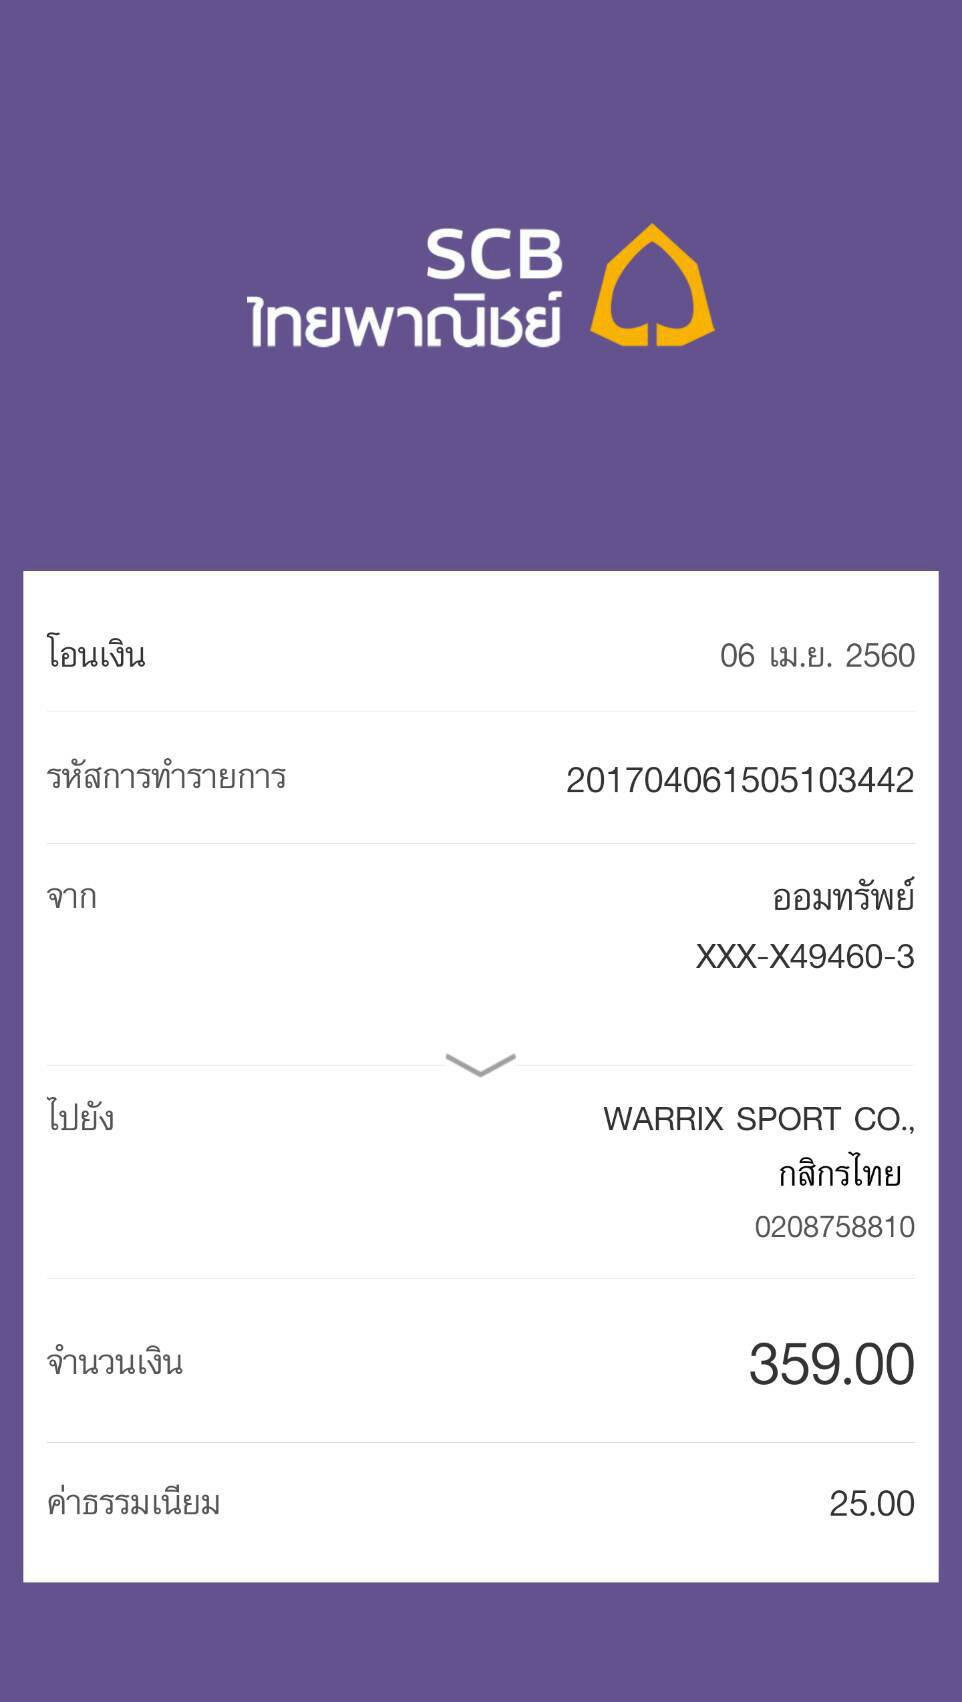 SCB
ไทยพาณิชย์
โอนเงิน 06 เม.ย. 2560
รหัสการทำรายการ 201704061505103442
จาก ออมทรัพย์
XXX-X49460-3
ไปยัง WARRIX SPORT CO.,
กสิกรไทย
0208758810
จำนวนเงิน 359.00
ค่าธรรมเนียม 25.00